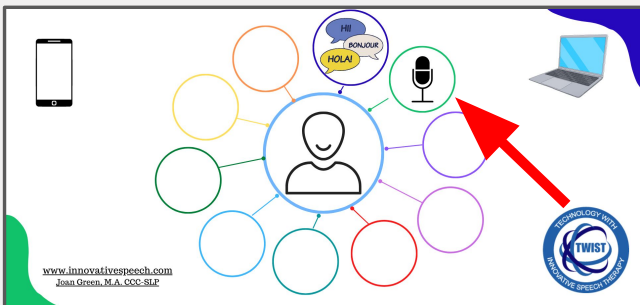 HI!
BONJOUR
HOLA!
TECHNOLOGY WITH
TWIST
INNOVATIVE SPEECH THERAPY
www.innovativespeech.com
Joan Green, M.A. CCC-SLP